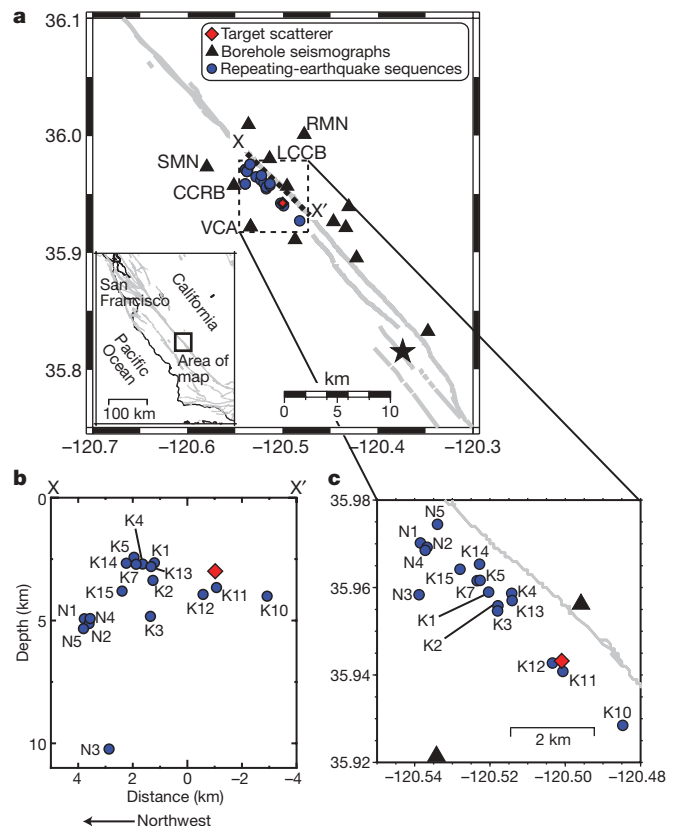 a
36.1
36.0
35.9
35.8
Target scatterer
Borehole seismographs
Repeating-earthquake sequences
RMN
X
LCCB
SMN
CCRB
X′
VCA
San
Francisco
California
Pacific
Ocean
Area of
map
100 km
km
0 5 10
−120.7 −120.6 −120.5 −120.4 −120.3
b
X X′
0
5
10
Depth (km)
K4
K5 K1
K14
K7 K13
K15 K2
K12 K11 K10
N1 N4
N5 N2
K3
N3
4 2 0 −2 −4
Distance (km)
Northwest
c
35.98
35.96
35.94
35.92
N5
N1 N2
N4
K14
K15 K5
K7
N3 K4
K1 K13
K2 K3
K12 K11
K10
2 km
−120.54 −120.52 −120.50 −120.48